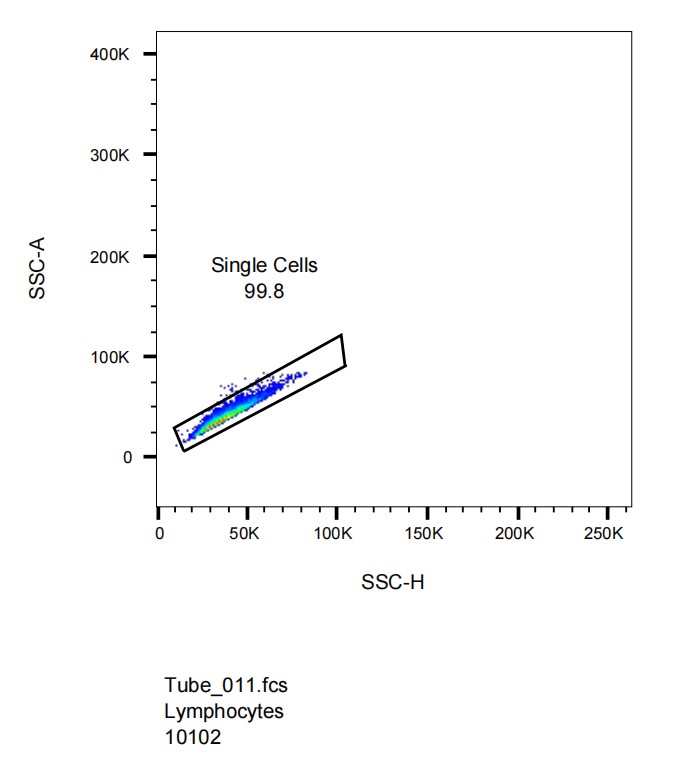 400K
300K
200K
100K
0
SSC-A
Single Cells
99.8
0 50K 100K 150K 200K 250K
SSC-H
Tube_011.fcs
Lymphocytes
10102